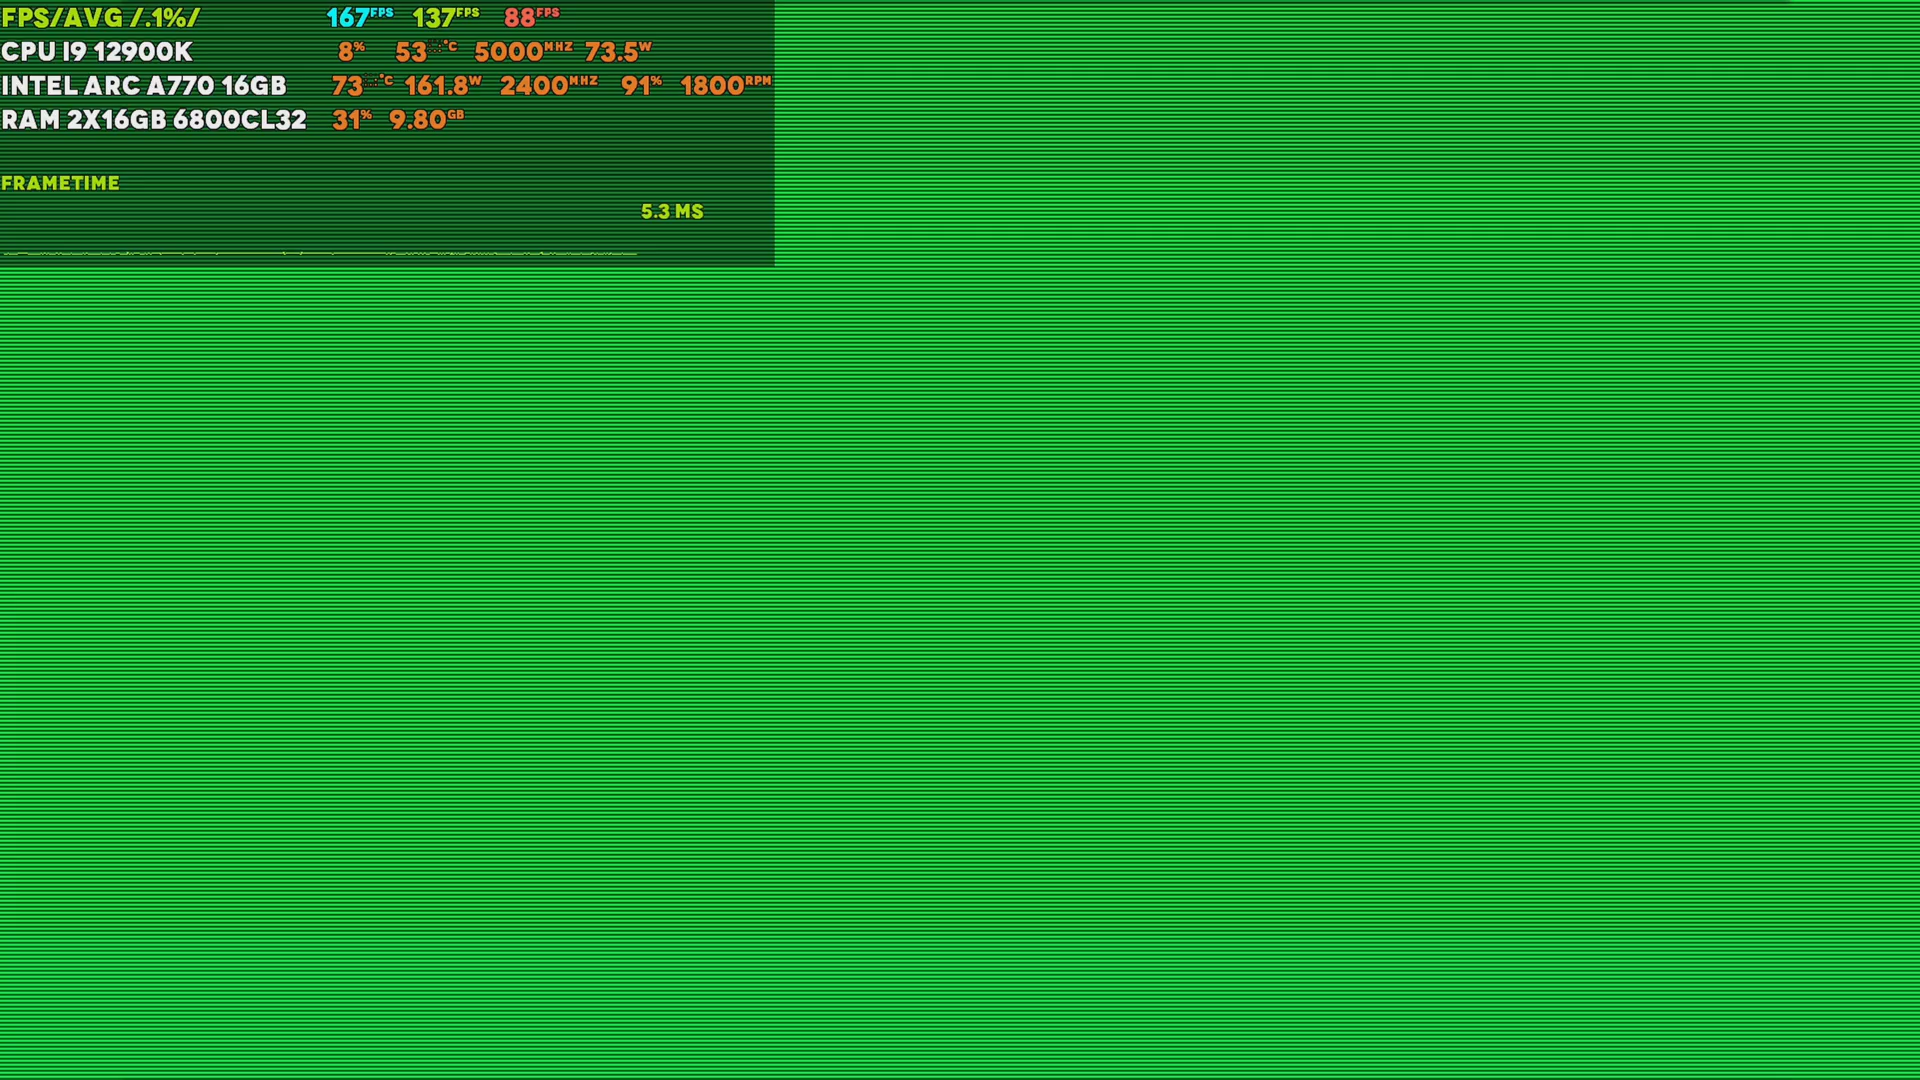 FPS/AVG /.1%/ 167FPS 137FPS 88FPS
CPU I9 12900K 8% 53°C 5000MHZ 73.5W
INTEL ARC A770 16GB 73°C 161.8W 2400MHZ 91% 1800RPM
RAM 2X16GB 6800CL32 31% 9.80GB
FRAMETIME
5.3 MS